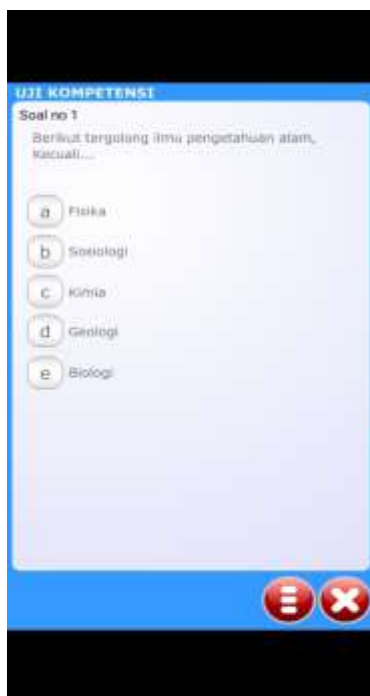 UJI KOMPETENSI
Soal no 1
Berikut tergolong ilmu pengetahuan alam,
Kecuali....
a Fisika
b Sosiologi
c Kimia
d Geologi
e Biologi